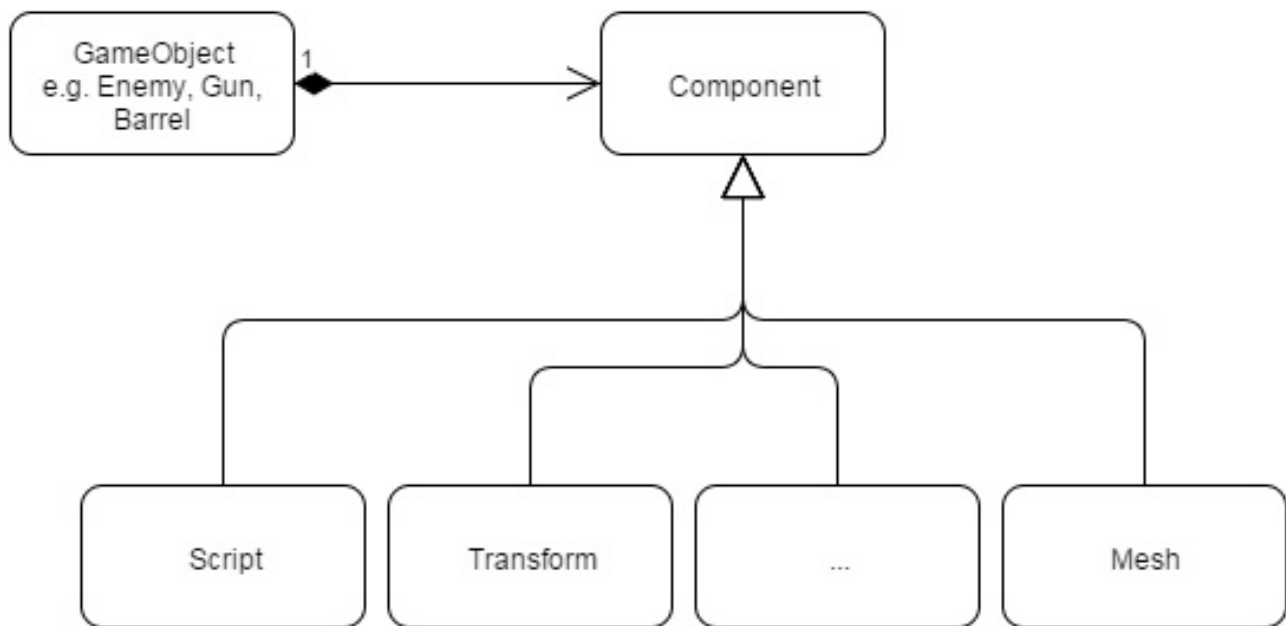 GameObject
e.g. Enemy, Gun,
Barrel
1
Component
Script
Transform
...
Mesh